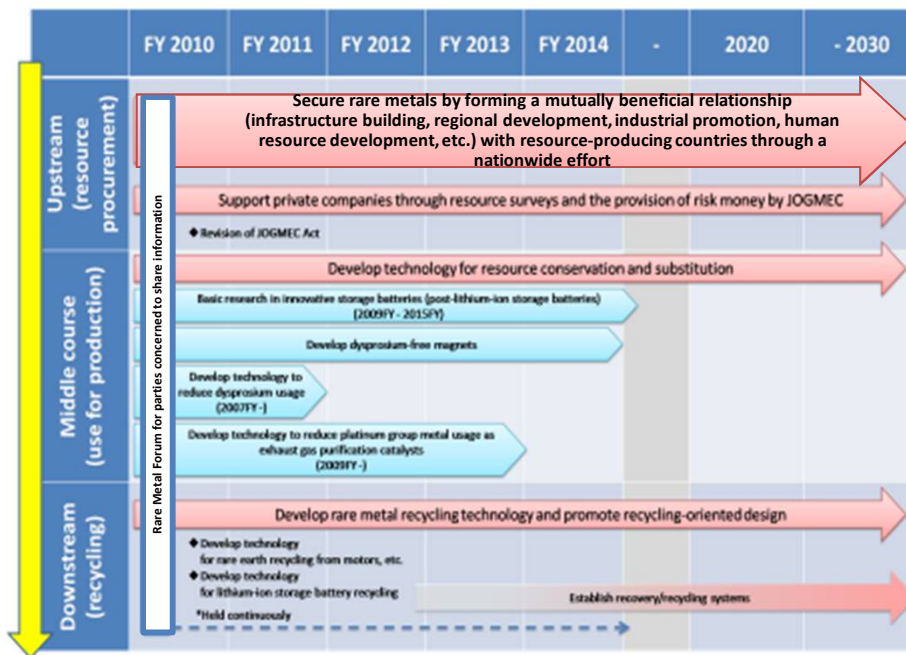 FY 2010 FY 2011 FY 2012 FY 2013 FY 2014 - 2020 - 2030
Upstream
(resource
procurement)
Secure rare metals by forming a mutually beneficial relationship
(infrastructure building, regional development, industrial promotion, human
resource development, etc.) with resource-producing countries through a
nationwide effort
Support private companies through resource surveys and the provision of risk money by JOGMEC
◆ Revision of JOGMEC Act
Rare Metal Forum for parties concerned to share information
Middle course
(use for production)
Develop technology for resource conservation and substitution
Basic research in innovative storage batteries (post-lithium-ion storage batteries)
(2009FY - 2015FY)
Develop dysprosium-free magnets
Develop technology to
reduce dysprosium usage
(2007FY -)
Develop technology to reduce platinum group metal usage as
exhaust gas purification catalysts
(2009FY -)
Downstream
(recycling)
Develop rare metal recycling technology and promote recycling-oriented design
◆ Develop technology
for rare earth recycling from motors, etc.
◆ Develop technology
for lithium-ion storage battery recycling
Establish recovery/recycling systems
*Held continuously